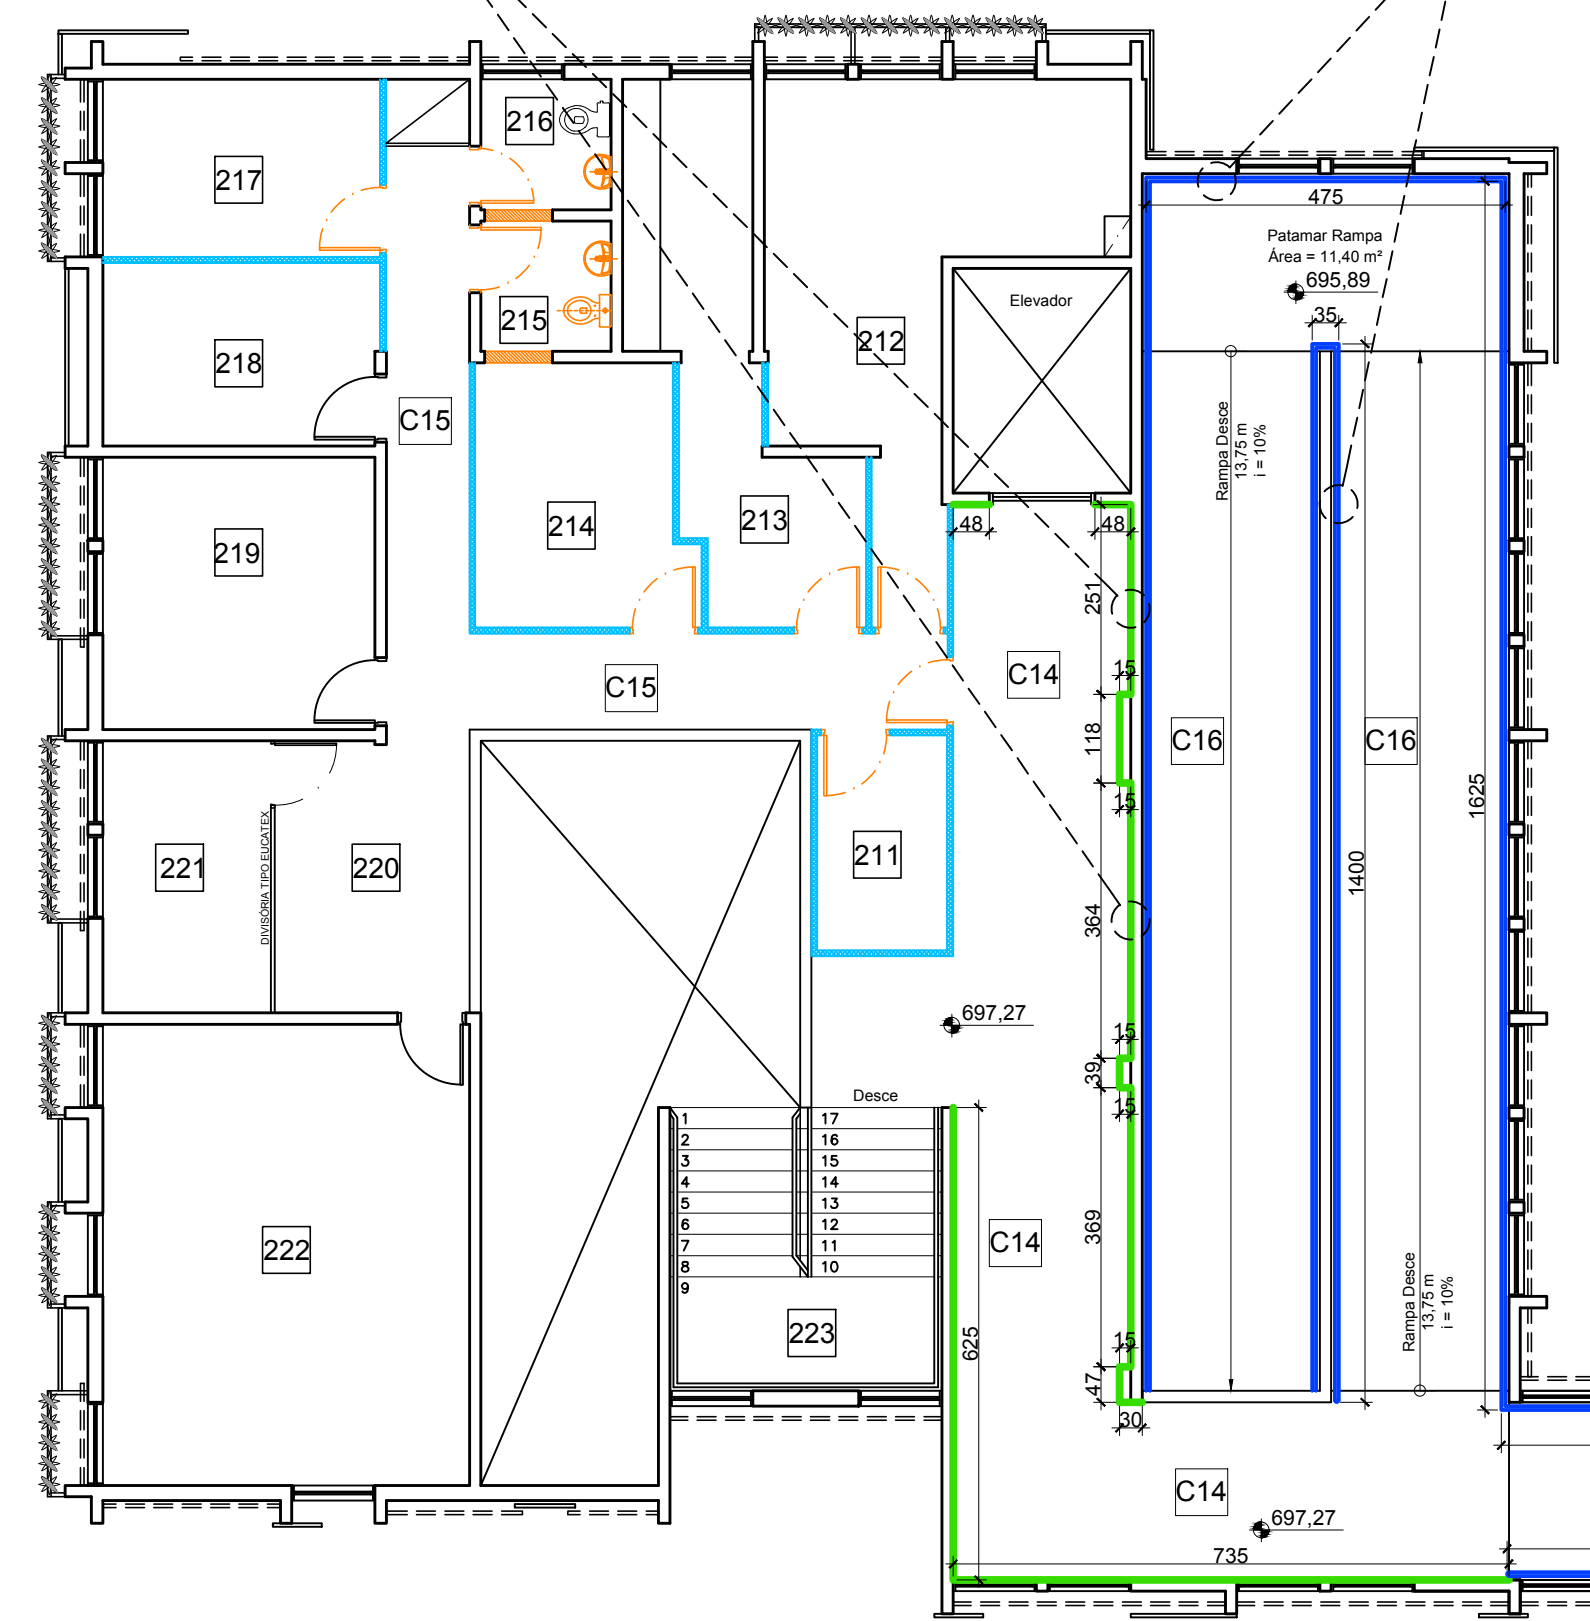 216
217
475
Patamar Rampa
Área = 11,40 m²
695,89
Elevador
35
215
212
218
C15
Rampa Desce
13,75 m
i = 10%
219
214
213
48
48
251
C15
C14
15
118
C16
C16
15
1625
221
DIVISÓRIA TIPO EUCATEX
220
211
1400
364
697,27
15
39
15
Desce
1
17
2
16
3
15
4
14
5
13
6
12
7
11
8
10
9
222
223
C14
369
625
15
47
30
Rampa Desce
13,75 m
i = 10%
C14
697,27
735